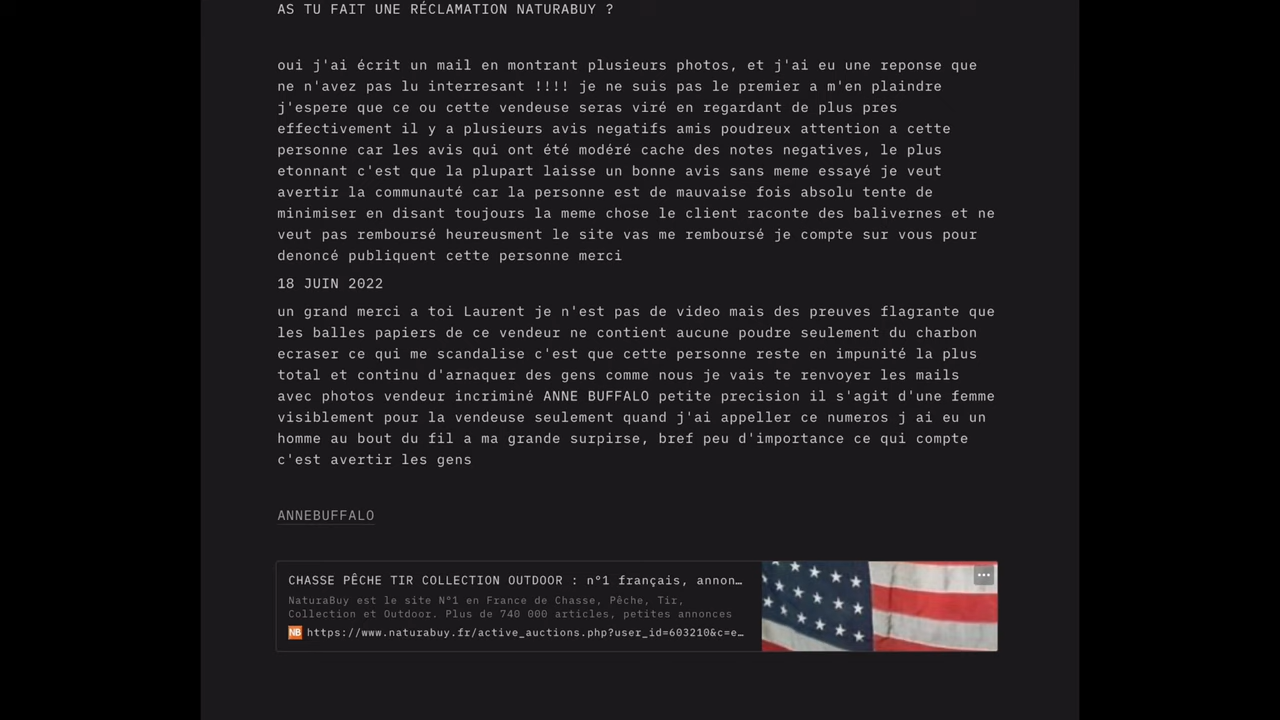 AS TU FAIT UNE RÉCLAMATION NATURABUY ?
oui j'ai écrit un mail en montrant plusieurs photos, et j'ai eu une reponse que
ne n'avez pas lu interresant !!!! je ne suis pas le premier a m'en plaindre
j'espere que ce ou cette vendeuse seras viré en regardant de plus pres
effectivement il y a plusieurs avis negatifs amis poudreux attention a cette
personne car les avis qui ont été modéré cache des notes negatives, le plus
etonnant c'est que la plupart laisse un bonne avis sans meme essayé je veut
avertir la communauté car la personne est de mauvaise fois absolu tente de
minimiser en disant toujours la meme chose le client raconte des balivernes et ne
veut pas remboursé heureusment le site vas me remboursé je compte sur vous pour
denoncé publiquent cette personne merci
18 JUIN 2022
un grand merci a toi Laurent je n'est pas de video mais des preuves flagrante que
les balles papiers de ce vendeur ne contient aucune poudre seulement du charbon
ecraser ce qui me scandalise c'est que cette personne reste en impunité la plus
total et continu d'arnaquer des gens comme nous je vais te renvoyer les mails
avec photos vendeur incriminé ANNE BUFFALO petite precision il s'agit d'une femme
visiblement pour la vendeuse seulement quand j'ai appeller ce numeros j ai eu un
homme au bout du fil a ma grande surpirse, bref peu d'importance ce qui compte
c'est avertir les gens
ANNEBUFFALO
CHASSE PÊCHE TIR COLLECTION OUTDOOR : n°1 français, annon…
NaturaBuy est le site N°1 en France de Chasse, Pêche, Tir,
Collection et Outdoor. Plus de 740 000 articles, petites annonces
NB https://www.naturabuy.fr/active_auctions.php?user_id=603210&c=e…